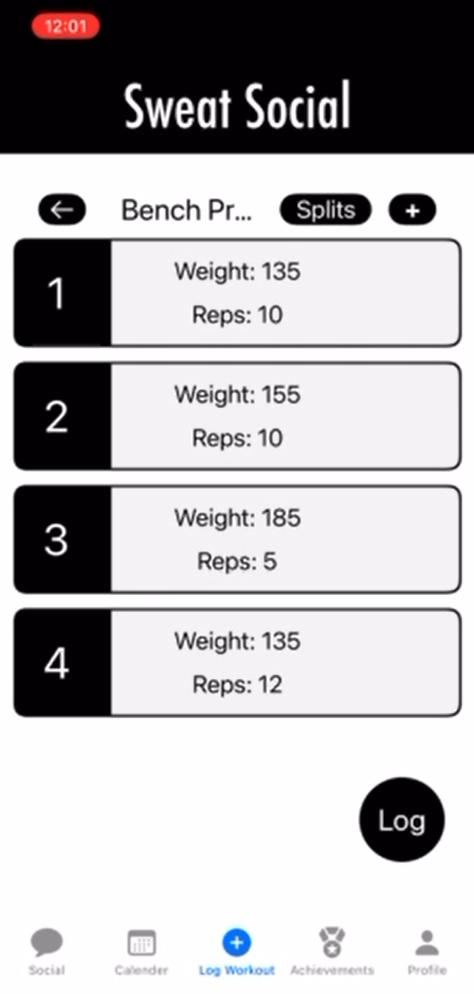 12:01
Sweat Social
Bench Pr... Splits +
1
Weight: 135
Reps: 10
2
Weight: 155
Reps: 10
3
Weight: 185
Reps: 5
4
Weight: 135
Reps: 12
Log
Social Calender Log Workout Achievements Profile